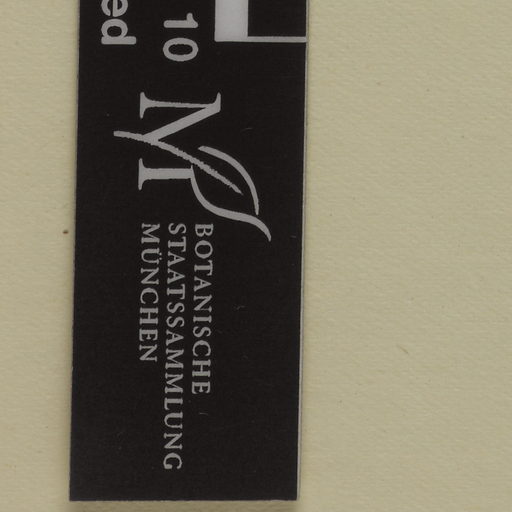 10
ed
M
BOTANISCHE
STAATSSAMMLUNG
MÜNCHEN